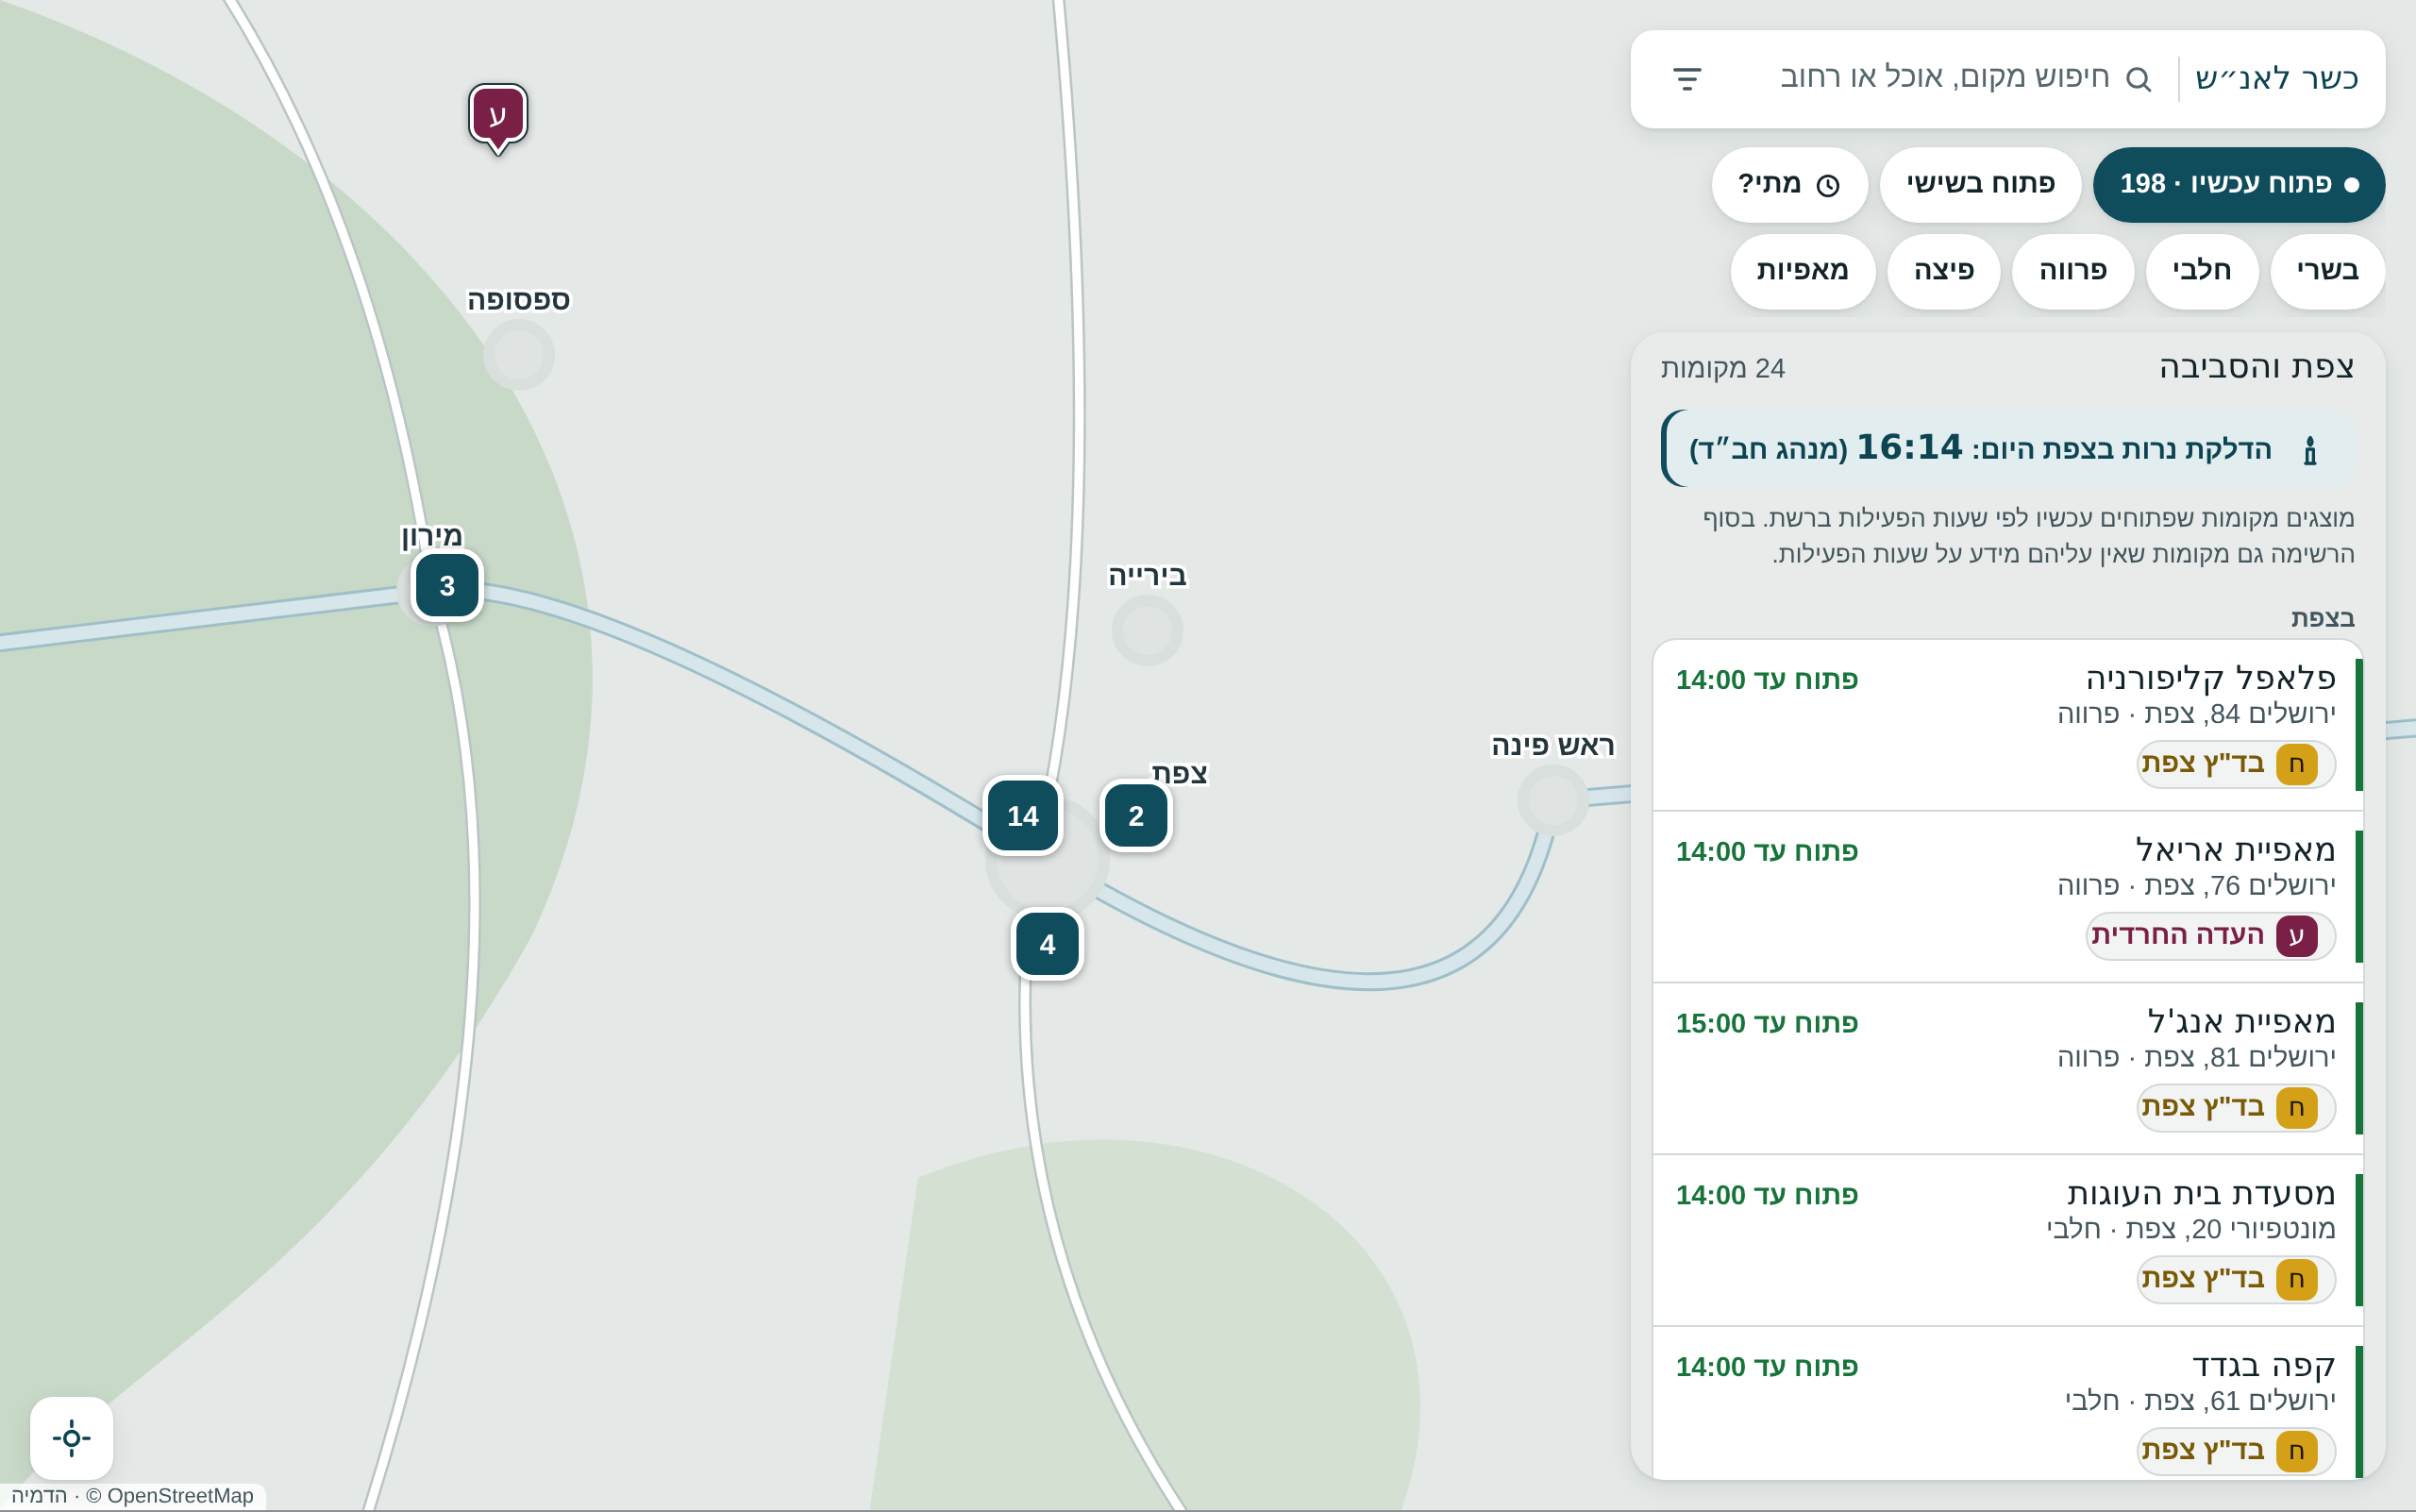 כשר לאנ״ש
חיפוש מקום, אוכל או רחוב
פתוח עכשיו · 198
פתוח בשישי
מתי?
בשרי
חלבי
פרווה
פיצה
מאפיות
צפת והסביבה
24 מקומות
הדלקת נרות בצפת היום: 16:14 (מנהג חב״ד)
מוצגים מקומות שפתוחים עכשיו לפי שעות הפעילות ברשת. בסוף
הרשימה גם מקומות שאין עליהם מידע על שעות הפעילות.
בצפת
פלאפל קליפורניה
פתוח עד 14:00
ירושלים 84, צפת · פרווה
ח בד"ץ צפת
מאפיית אריאל
פתוח עד 14:00
ירושלים 76, צפת · פרווה
ע העדה החרדית
מאפיית אנג'ל
פתוח עד 15:00
ירושלים 81, צפת · פרווה
ח בד"ץ צפת
מסעדת בית העוגות
פתוח עד 14:00
מונטפיורי 20, צפת · חלבי
ח בד"ץ צפת
קפה בגדד
פתוח עד 14:00
ירושלים 61, צפת · חלבי
ח בד"ץ צפת
ע
ספסופה
מירון
3
ביריייה
ראש פינה
צפת
14
2
4
© OpenStreetMap · הדמיה